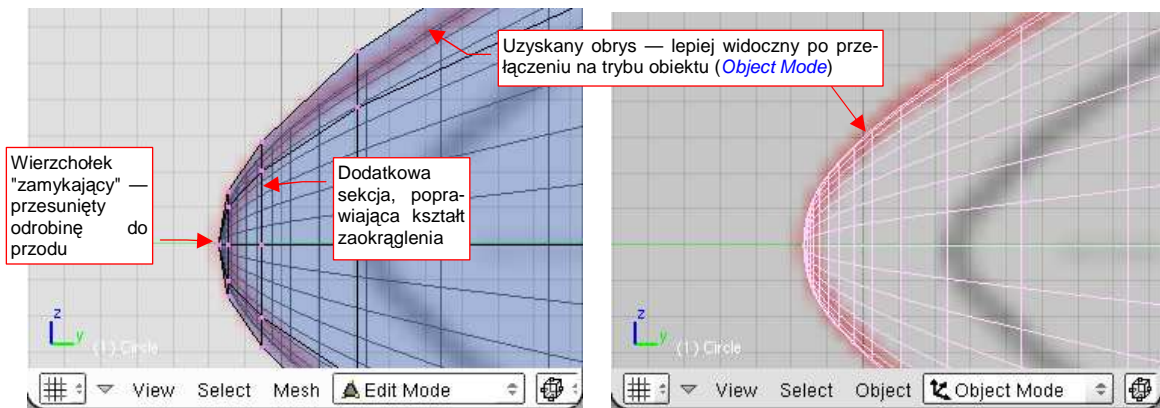 Uzyskany obrys — lepiej widoczny po prze-
łączeniu na trybu obiektu (Object Mode)
Wierzchołek
"zamykający" —
przesunięty
odrobinę do
przodu
Dodatkowa
sekcja, popra-
wiająca kształt
zaokrąglenia
z
y
(1) Circle
View Select Mesh Edit Mode
z
y
(1) Circle
View Select Object Object Mode